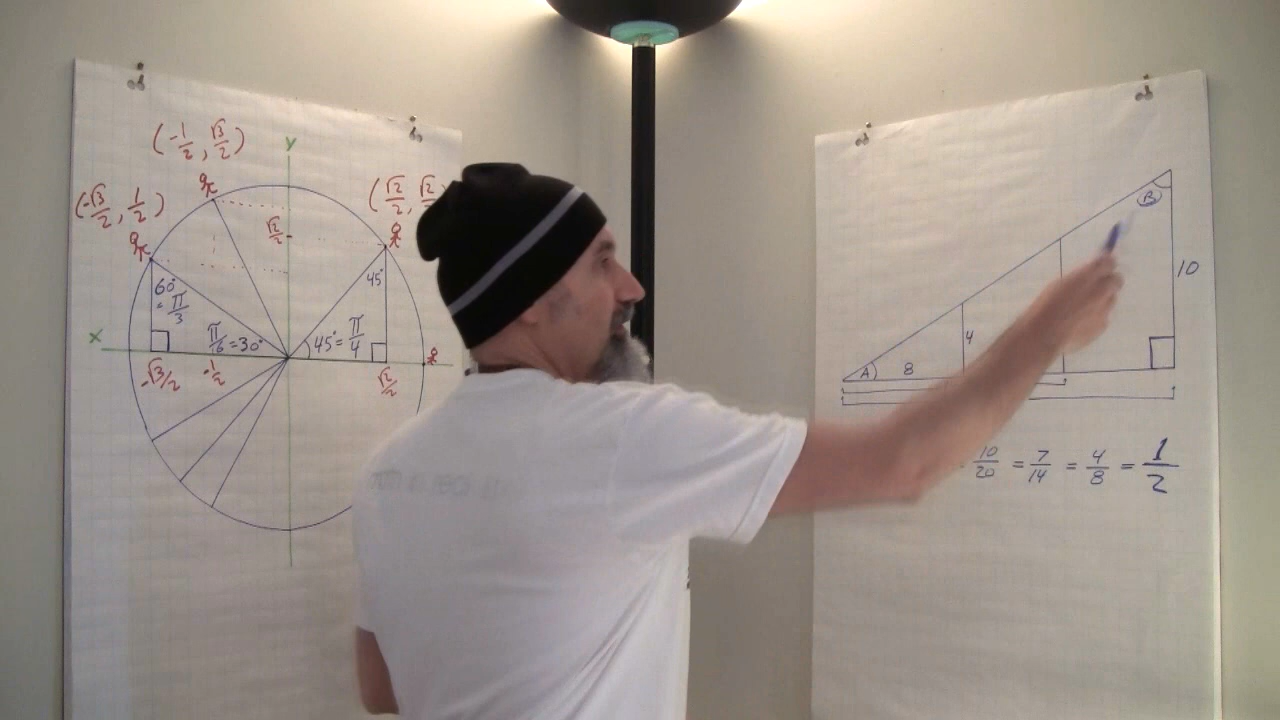 (-1/2, √3/2)
y
(-√3/2, 1/2)
(√2/2, √2/2
√2/2
60°
= π/3
45°
π/6 = 30°
45° = π/4
x
-√3/2
-1/2
√2/2
B
10
4
A
8
10/20 = 7/14 = 4/8 = 1/2